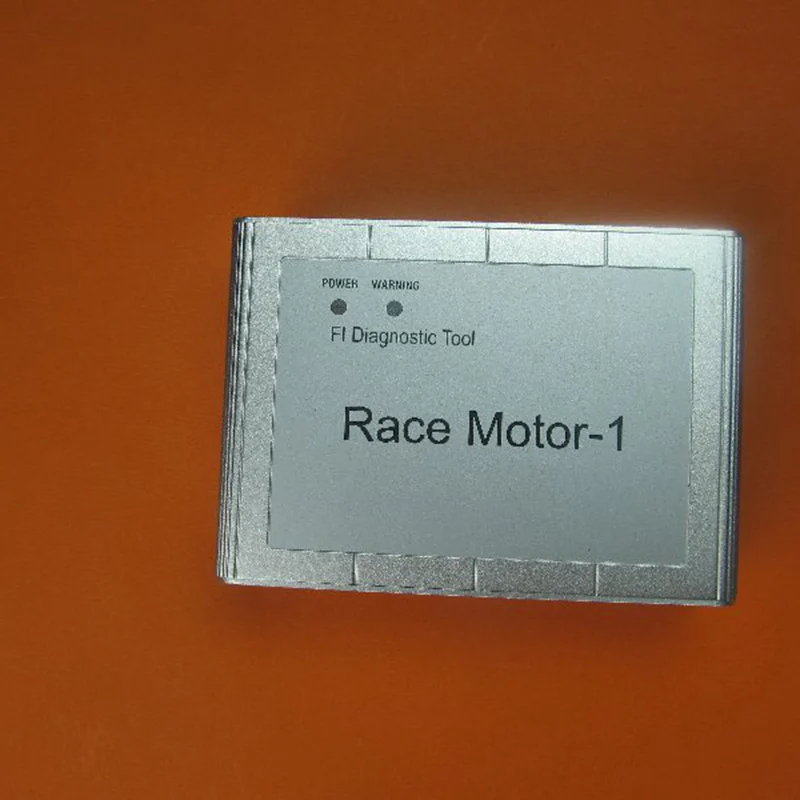 POWER WARNING
FI Diagnostic Tool
Race Motor-1